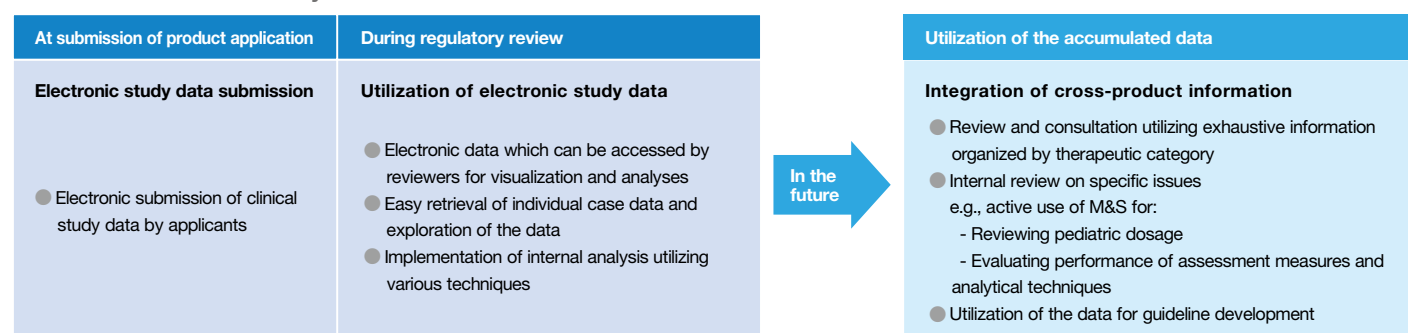 At submission of product application
Electronic study data submission
● Electronic submission of clinical
study data by applicants
During regulatory review
Utilization of electronic study data
● Electronic data which can be accessed by
reviewers for visualization and analyses
● Easy retrieval of individual case data and
exploration of the data
● Implementation of internal analysis utilizing
various techniques
In the
future
Utilization of the accumulated data
Integration of cross-product information
● Review and consultation utilizing exhaustive information
organized by therapeutic category
● Internal review on specific issues
e.g., active use of M&S for:
- Reviewing pediatric dosage
- Evaluating performance of assessment measures and
analytical techniques
● Utilization of the data for guideline development